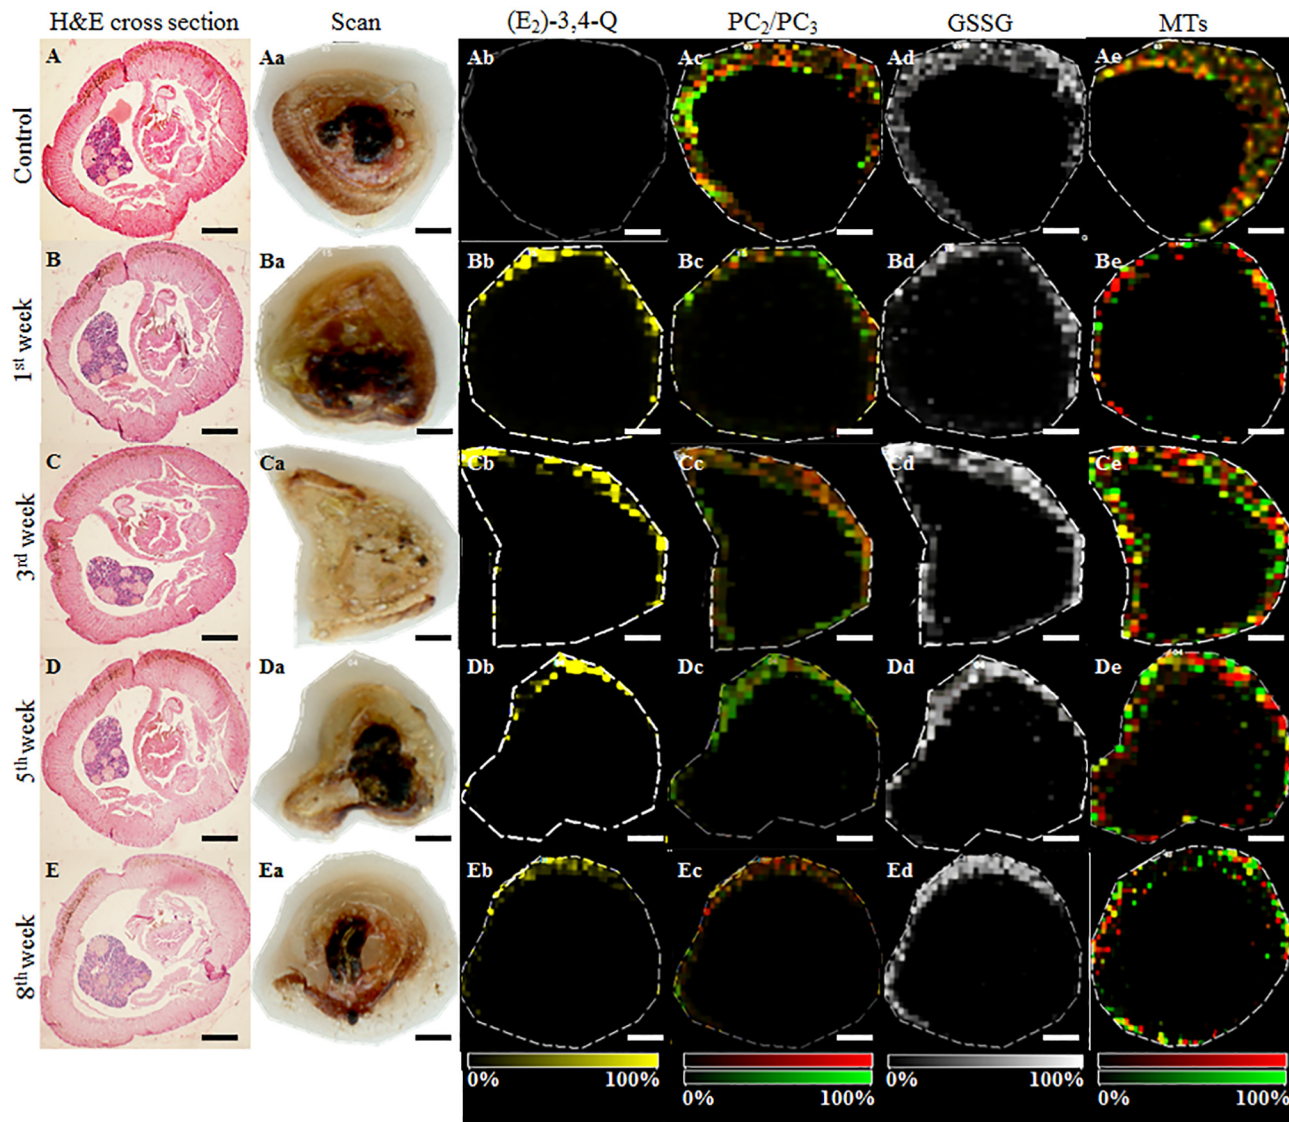 H&E cross section Scan (E₂)-3,4-Q PC₂/PC₃ GSSG MTs
Control A Aa Ab Ac Ad Ae
1st week B Ba Bb Bc Bd Be
3rd week C Ca Cb Cc Cd Ce
5th week D Da Db Dc Dd De
8th week E Ea Eb Ec Ed
0% 100% 0% 100% 0% 100% 0% 100%